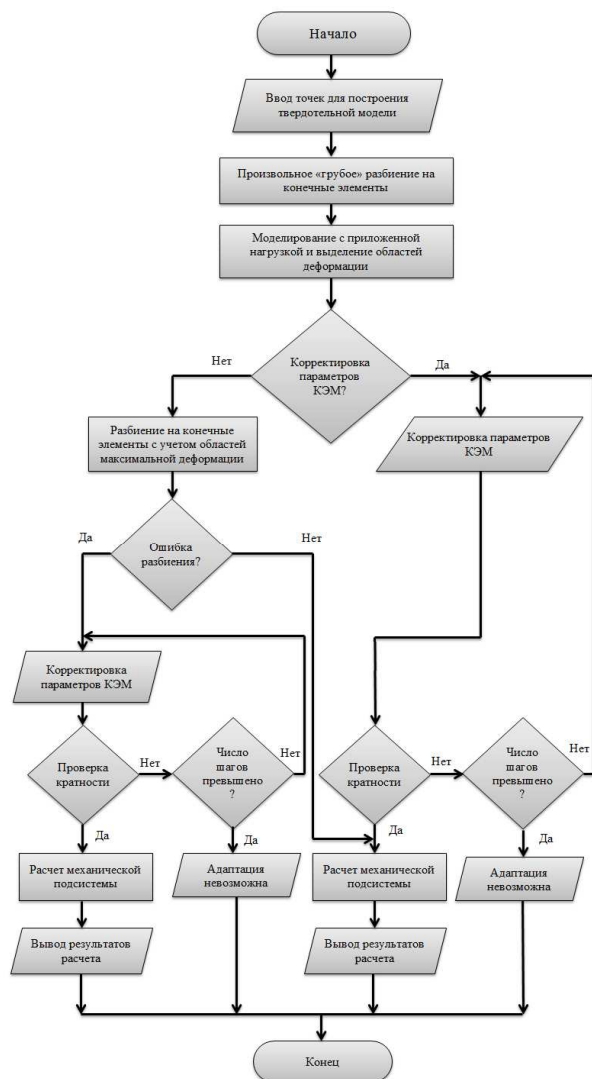 Начало
Ввод точек для построения
твердотельной модели
Произвольное «грубое» разбиение на
конечные элементы
Моделирование с приложенной
нагрузкой и выделение областей
деформации
Корректировка
параметров
КЭМ?
Нет
Да
Разбиение на конечные
элементы с учетом областей
максимальной деформации
Корректировка параметров
КЭМ
Ошибка
разбиения?
Да
Нет
Корректировка
параметров КЭМ
Проверка
кратности
Нет
Да
Число
шагов
превышено
?
Нет
Да
Проверка
кратности
Нет
Да
Число
шагов
превышено
?
Нет
Да
Расчет механической
подсистемы
Адаптация
невозможна
Расчет механической
подсистемы
Адаптация
невозможна
Вывод результатов
расчета
Вывод результатов
расчета
Конец